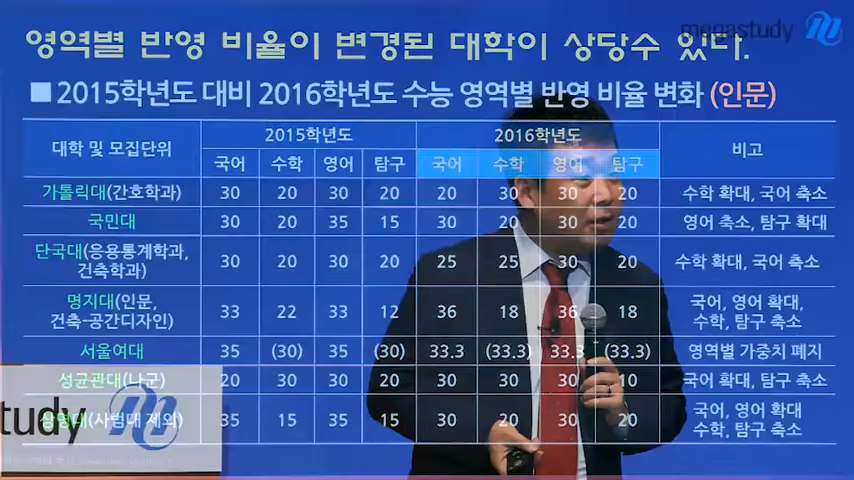 megastudy
영역별 반영 비율이 변경된 대학이 상당수 있다.
■ 2015학년도 대비 2016학년도 수능 영역별 반영 비율 변화 (인문)
대학 및 모집단위 2015학년도 2016학년도 비고
국어 수학 영어 탐구 국어 수학 영어 탐구
가톨릭대(간호학과) 30 20 30 20 20 30 30 20 수학 확대, 국어 축소
국민대 30 20 35 15 30 20 30 20 영어 축소, 탐구 확대
단국대(응용통계학과, 건축학과) 30 20 30 20 25 25 30 20 수학 확대, 국어 축소
명지대(인문, 건축-공간디자인) 33 22 33 12 36 18 36 18 국어, 영어 확대, 수학, 탐구 축소
서울여대 35 (30) 35 (30) 33.3 (33.3) 33.3 (33.3) 영역별 가중치 폐지
성균관대(나군) 20 30 30 20 30 30 30 10 국어 확대, 탐구 축소
상명대(사범대 제외) 35 15 35 15 30 20 30 20 국어, 영어 확대 수학, 탐구 축소
study